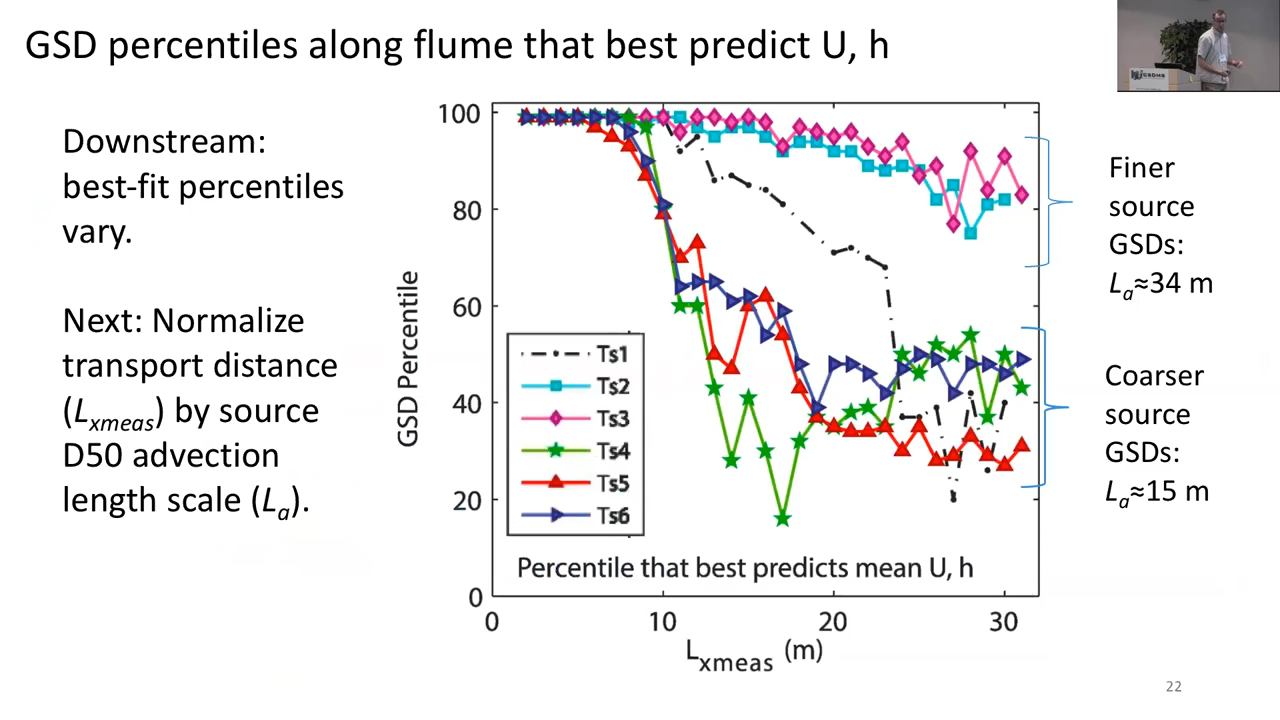 GSD percentiles along flume that best predict U, h
Downstream:
best-fit percentiles
vary.
Next: Normalize
transport distance
(Lxmeas) by source
D50 advection
length scale (La).
GSD Percentile
100
80
60
40
20
0
Ts1
Ts2
Ts3
Ts4
Ts5
Ts6
Percentile that best predicts mean U, h
0
10
20
30
Lxmeas (m)
Finer
source
GSDs:
La≈34 m
Coarser
source
GSDs:
La≈15 m
CSDMS
22